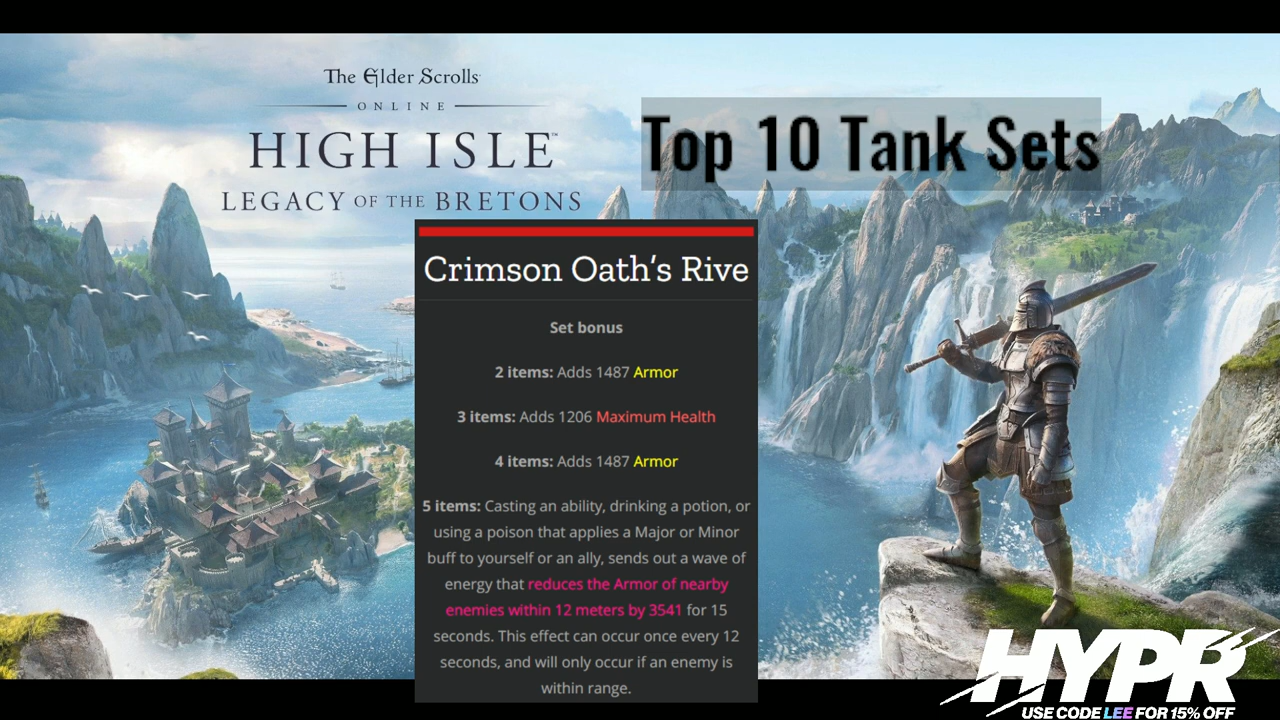 The Elder Scrolls
ONLINE
HIGH ISLE™
LEGACY OF THE BRETONS
Top 10 Tank Sets
Crimson Oath's Rive
Set bonus
2 items: Adds 1487 Armor
3 items: Adds 1206 Maximum Health
4 items: Adds 1487 Armor
5 items: Casting an ability, drinking a potion, or
using a poison that applies a Major or Minor
buff to yourself or an ally, sends out a wave of
energy that reduces the Armor of nearby
enemies within 12 meters by 3541 for 15
seconds. This effect can occur once every 12
seconds, and will only occur if an enemy is
within range.
HYPR
USE CODE LEE FOR 15% OFF